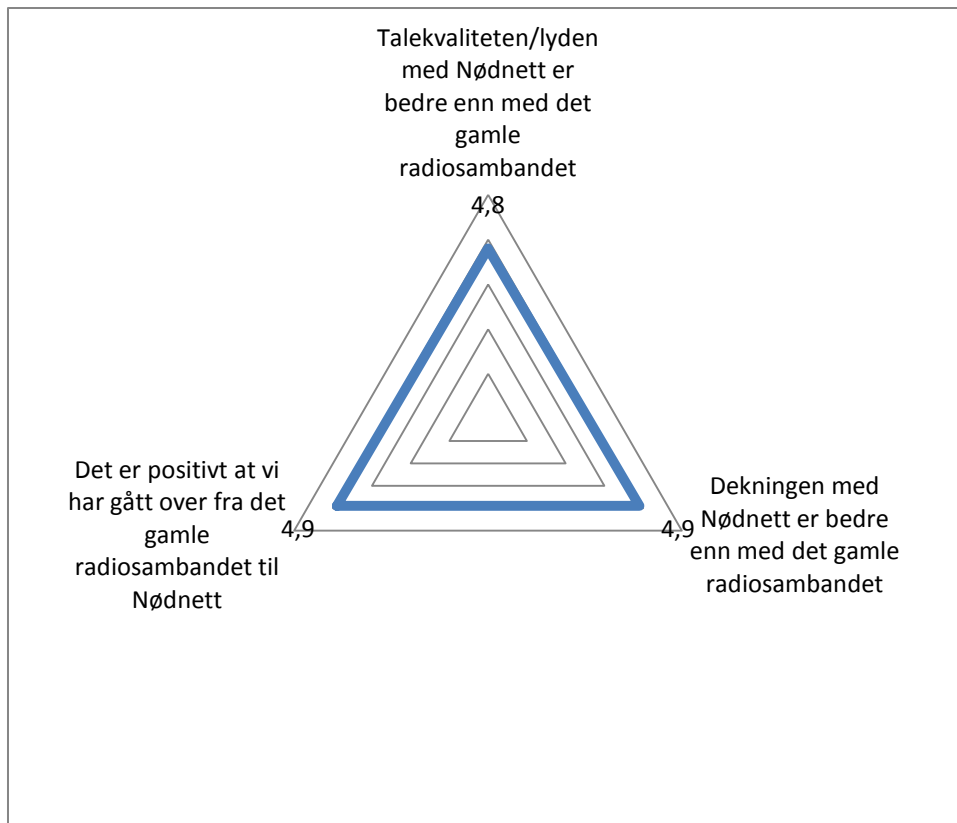 Talekvaliteten/lyden
med Nødnett er
bedre enn med det
gamle
radiosambandet
4,8
Det er positivt at vi
har gått over fra det
gamle
radiosambandet til
Nødnett
4,9
4,9
Dekningen med
Nødnett er bedre
enn med det gamle
radiosambandet